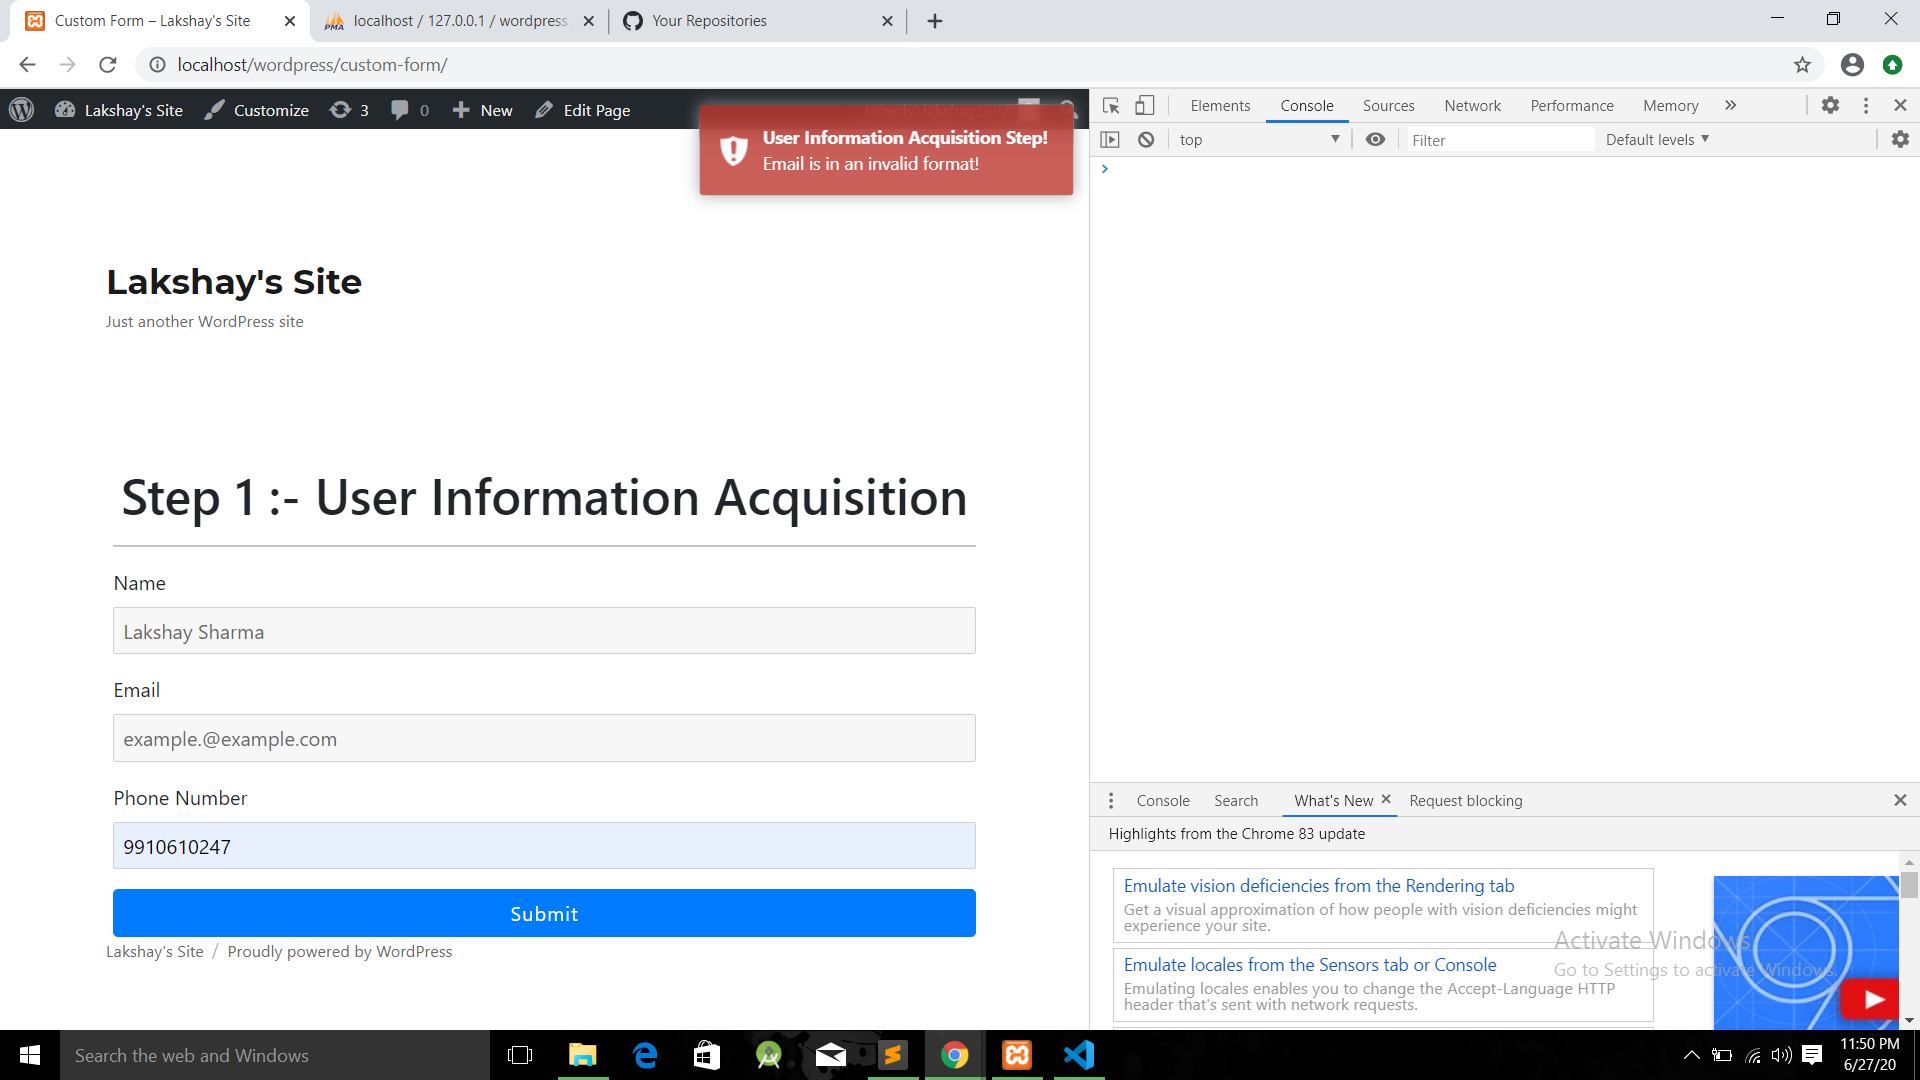 Custom Form – Lakshay's Site
localhost / 127.0.0.1 / wordpress
Your Repositories
localhost/wordpress/custom-form/
Lakshay's Site
Customize
3
0
New
Edit Page
User Information Acquisition Step!
Email is in an invalid format!
Elements
Console
Sources
Network
Performance
Memory
top
Filter
Default levels
Lakshay's Site
Just another WordPress site
Step 1 :- User Information Acquisition
Name
Lakshay Sharma
Email
example.@example.com
Phone Number
9910610247
Submit
Lakshay's Site / Proudly powered by WordPress
Console
Search
What's New
Request blocking
Highlights from the Chrome 83 update
Emulate vision deficiencies from the Rendering tab
Get a visual approximation of how people with vision deficiencies might
experience your site.
Emulate locales from the Sensors tab or Console
Emulating locales enables you to change the Accept-Language HTTP
header that's sent with network requests.
Activate Windows
Go to Settings to activate Windows.
Search the web and Windows
11:50 PM
6/27/20